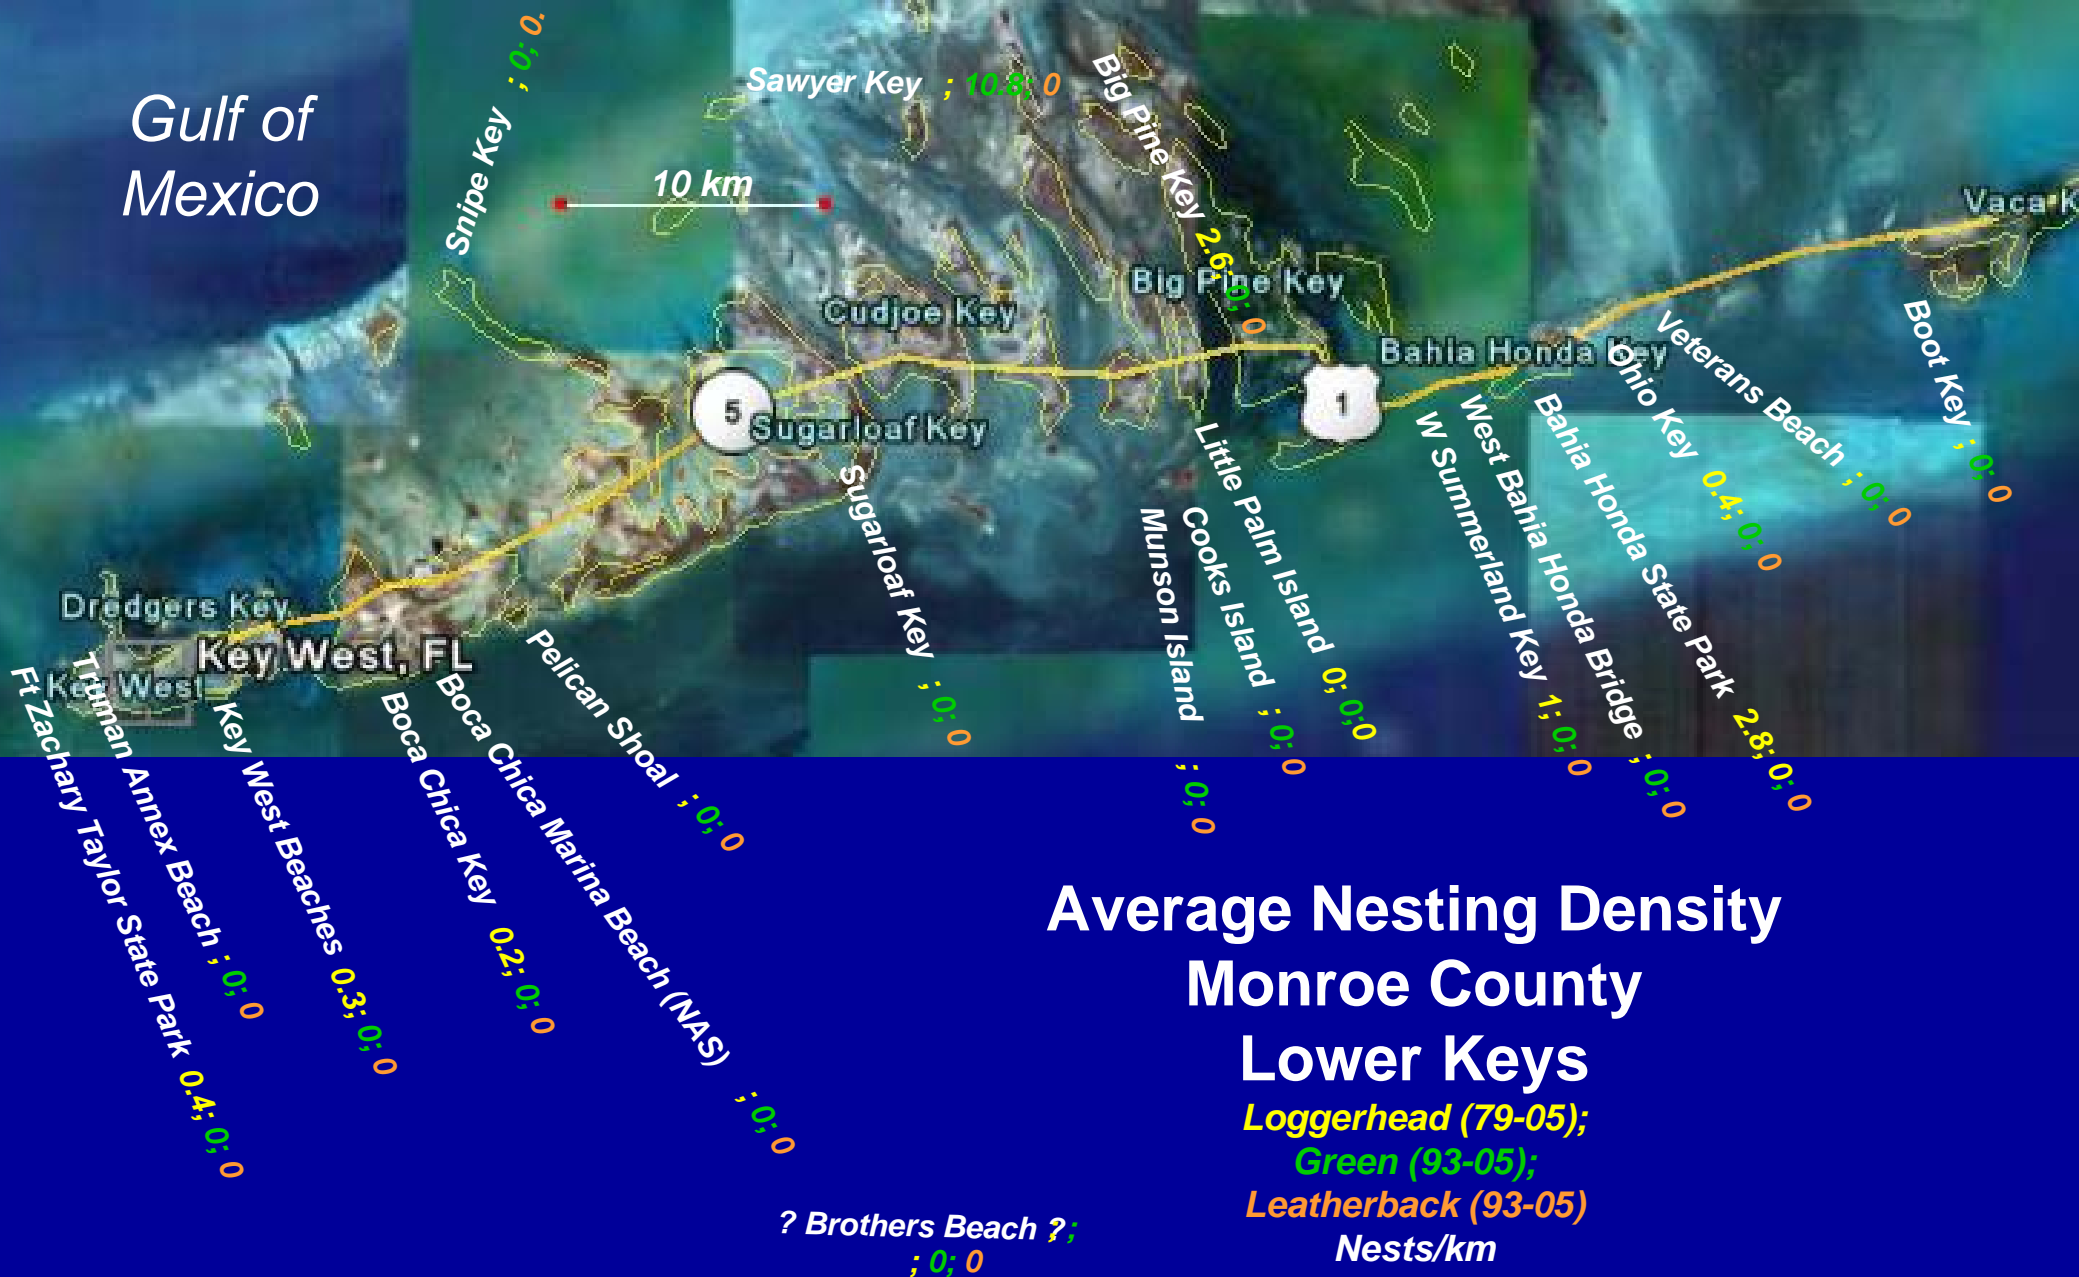 Gulf of
Mexico
Snipe Key ; 0; 0.
Sawyer Key ; 10.8; 0
10 km
Big Pine Key 2.6; 0; 0
Big Pine Key
Cudjoe Key
Vaca K
Bahia Honda Key
5
1
Sugarloaf Key
Dredgers Key
Key West, FL
Key West
Ft Zachary Taylor State Park 0.4; 0; 0
Truman Annex Beach ; 0; 0
Key West Beaches 0.3; 0; 0
Boca Chica Key 0.2; 0; 0
Boca Chica Marina Beach (NAS) ; 0; 0
Pelican Shoal ; 0; 0
Sugarloaf Key ; 0; 0
Munson Island ; 0; 0
Cooks Island ; 0; 0
Little Palm Island 0; 0;0
W Summerland Key 1; 0; 0
West Bahia Honda Bridge ; 0; 0
Bahia Honda State Park 2.8; 0; 0
Ohio Key 0.4; 0; 0
Veterans Beach ; 0; 0
Boot Key ; 0; 0
Average Nesting Density
Monroe County
Lower Keys
Loggerhead (79-05);
Green (93-05);
Leatherback (93-05)
Nests/km
? Brothers Beach ? ; ;
; 0; 0